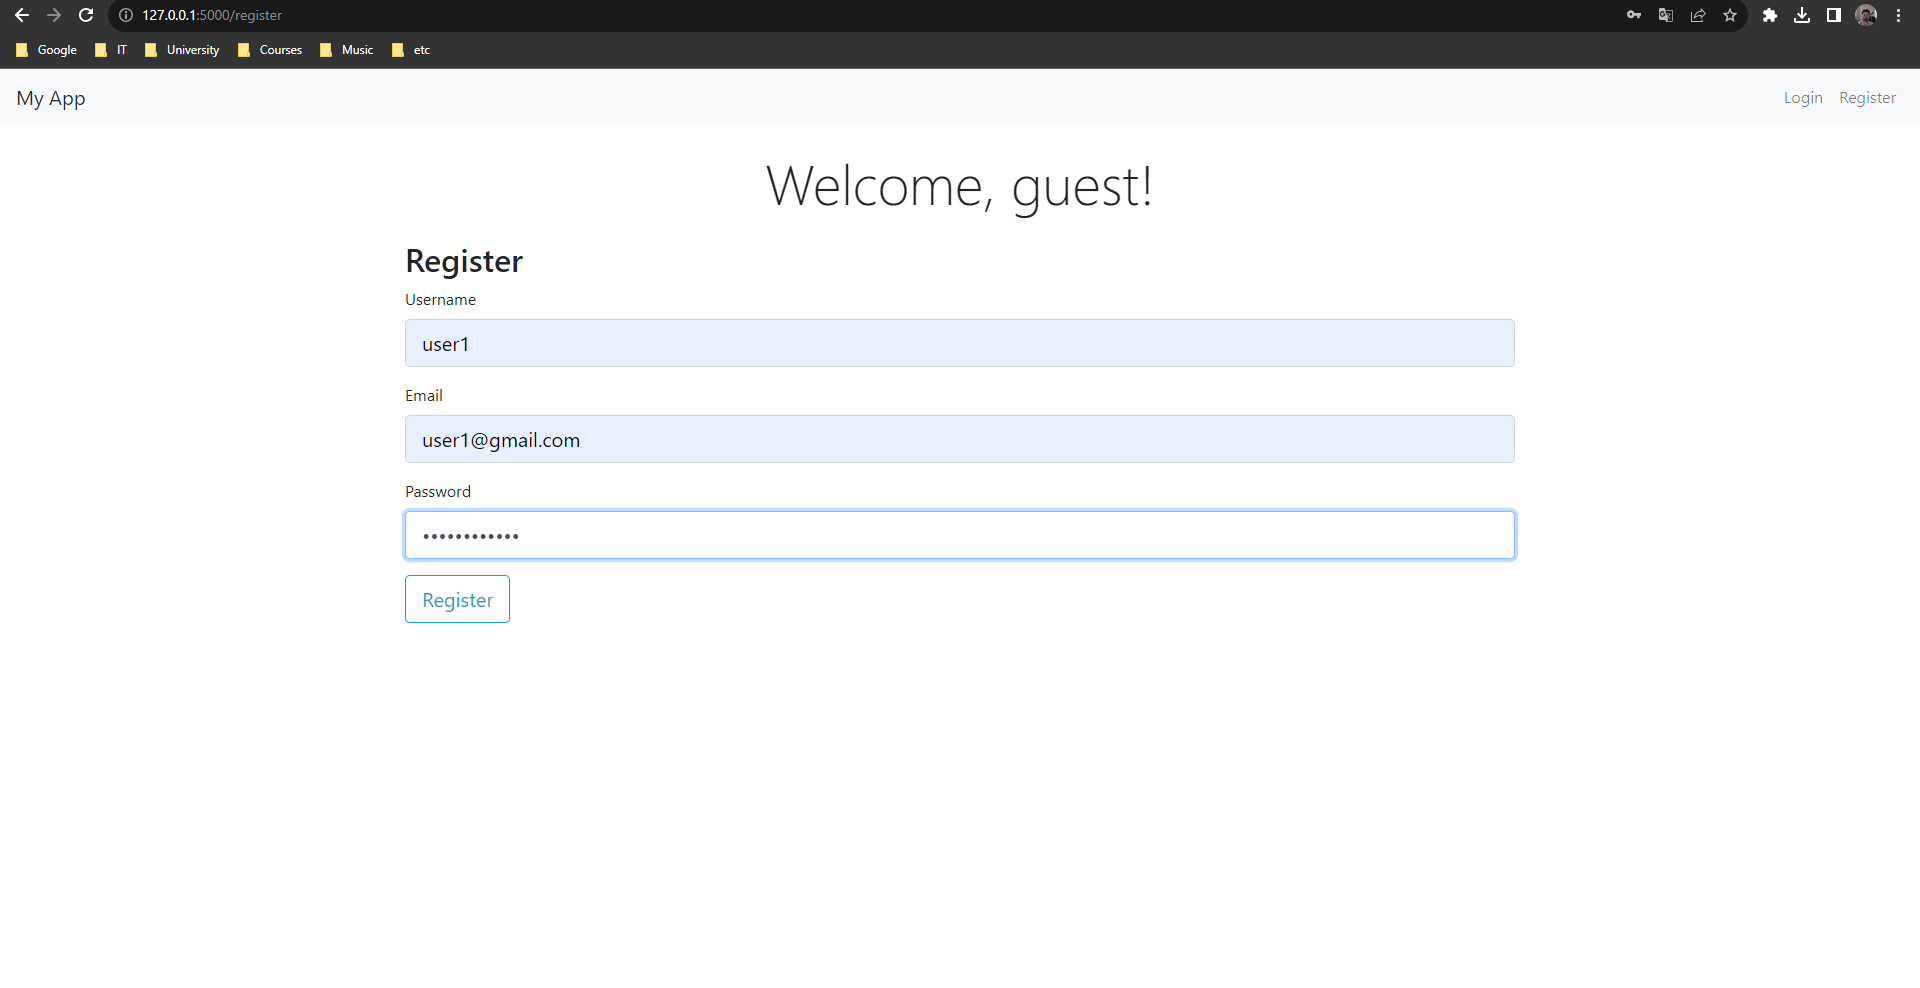 127.0.0.1:5000/register
Google IT University Courses Music etc
My App Login Register
Welcome, guest!
Register
Username
user1
Email
user1@gmail.com
Password
••••••••••••
Register